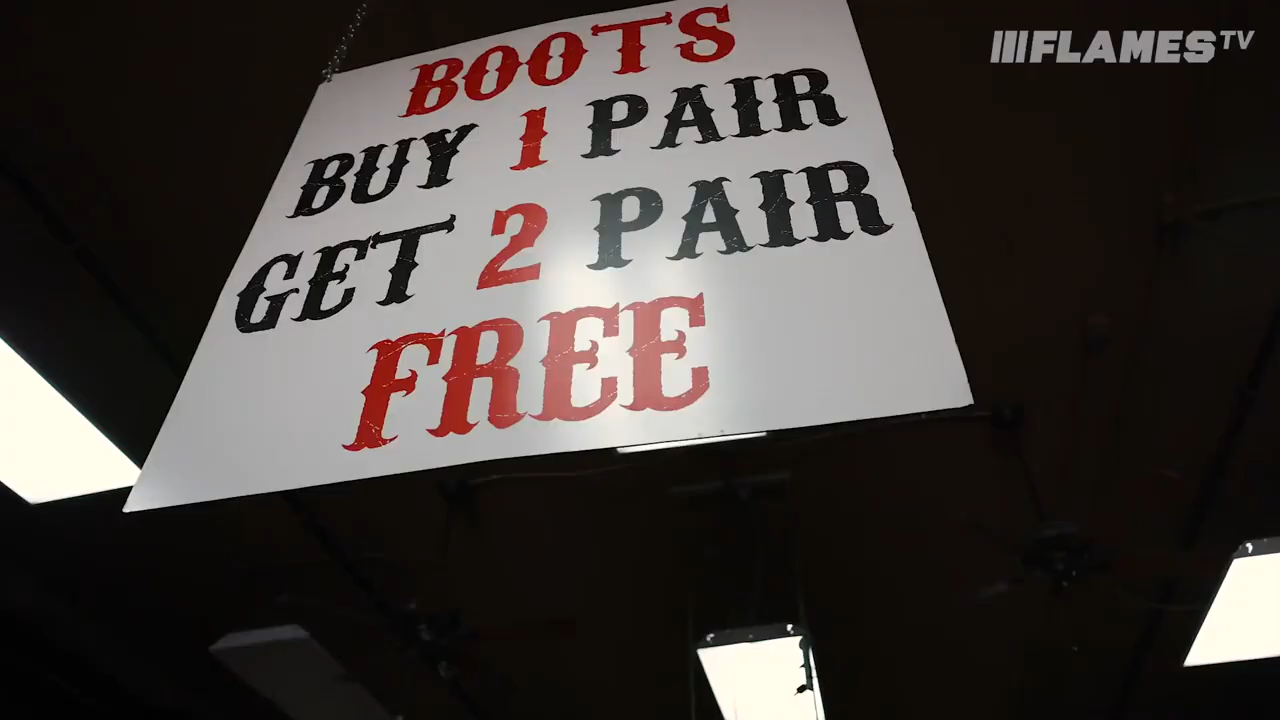 FLAMESTV
BOOTS
BUY 1 PAIR
GET 2 PAIR
FREE